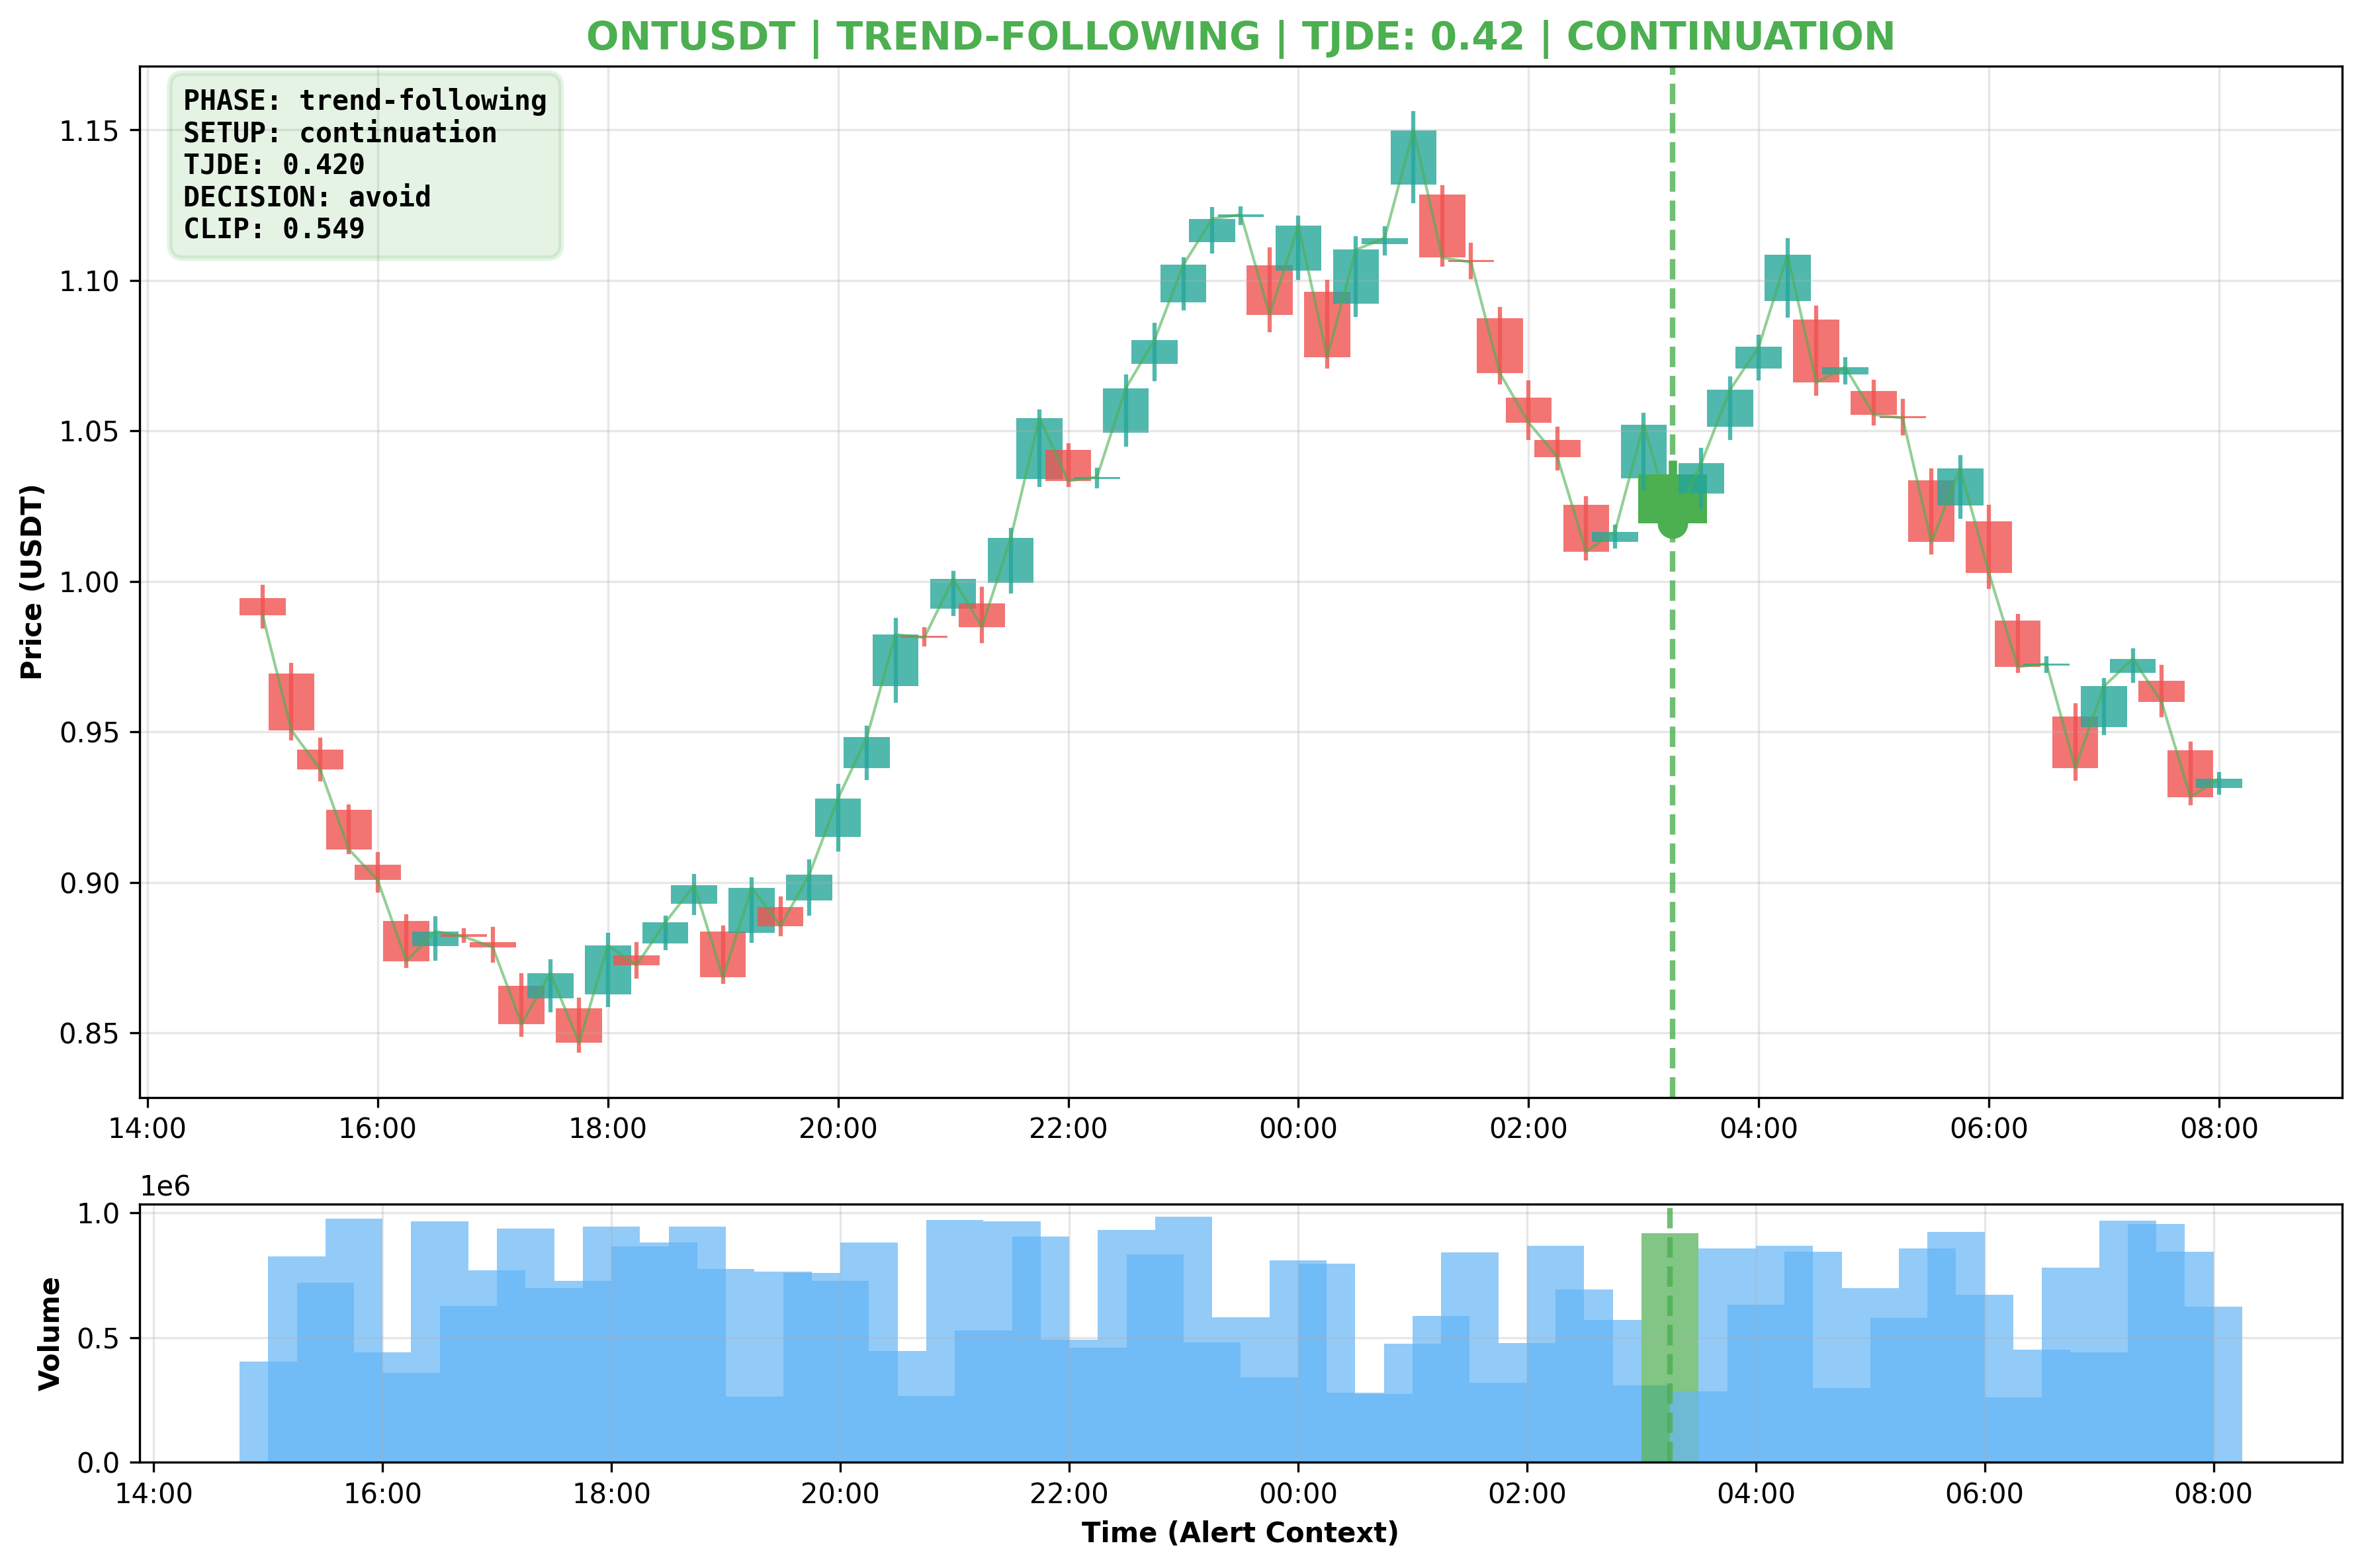 ONTUSDT | TREND-FOLLOWING | TJDE: 0.42 | CONTINUATION
PHASE: trend-following
SETUP: continuation
TJDE: 0.420
DECISION: avoid
CLIP: 0.549
Price (USDT)
1.15
1.10
1.05
1.00
0.95
0.90
0.85
14:00 16:00 18:00 20:00 22:00 00:00 02:00 04:00 06:00 08:00
1e6
Volume
1.0
0.5
0.0
14:00 16:00 18:00 20:00 22:00 00:00 02:00 04:00 06:00 08:00
Time (Alert Context)